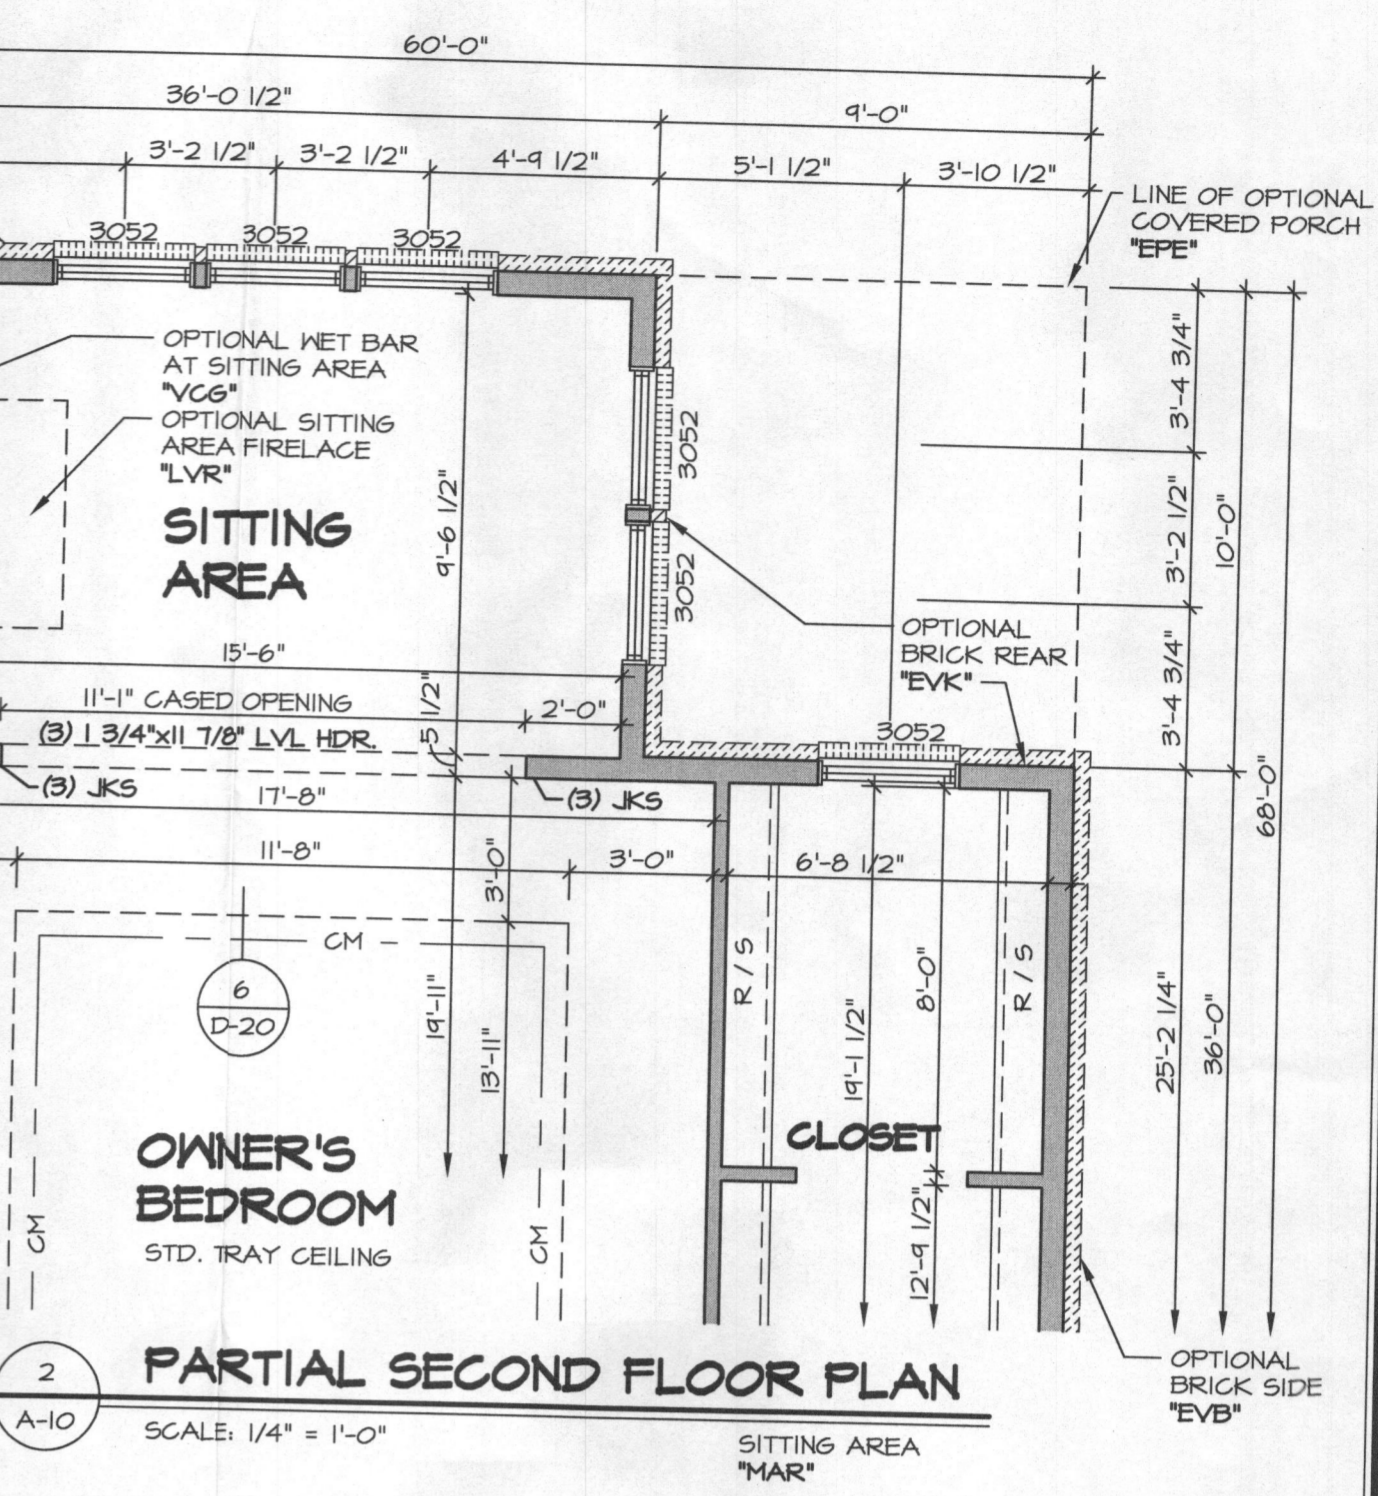 60'-0"
36'-0 1/2"
9'-0"
3'-2 1/2"
3'-2 1/2"
4'-9 1/2"
5'-1 1/2"
3'-10 1/2"
LINE OF OPTIONAL
COVERED PORCH
"EPE"
3052
3052
3052
OPTIONAL WET BAR
AT SITTING AREA
"VCG"
OPTIONAL SITTING
AREA FIRELACE
"LVR"
SITTING
AREA
9'-6 1/2"
3052
3052
3'-4 3/4"
3'-2 1/2"
10'-0"
3'-4 3/4"
68'-0"
OPTIONAL
BRICK REAR
"EVK"
15'-6"
11'-1" CASED OPENING
5 1/2"
2'-0"
3052
(3) 1 3/4"x11 7/8" LVL HDR.
(3) JKS
17'-8"
(3) JKS
11'-8"
3'-0"
3'-0"
6'-8 1/2"
CM
R / S
R / S
6
D-20
19'-11"
13'-11"
19'-1 1/2"
8'-0"
25'-2 1/4"
36'-0"
CLOSET
OWNER'S
BEDROOM
STD. TRAY CEILING
CM
CM
12'-9 1/2"
2
A-10
PARTIAL SECOND FLOOR PLAN
SCALE: 1/4" = 1'-0"
SITTING AREA
"MAR"
OPTIONAL
BRICK SIDE
"EVB"